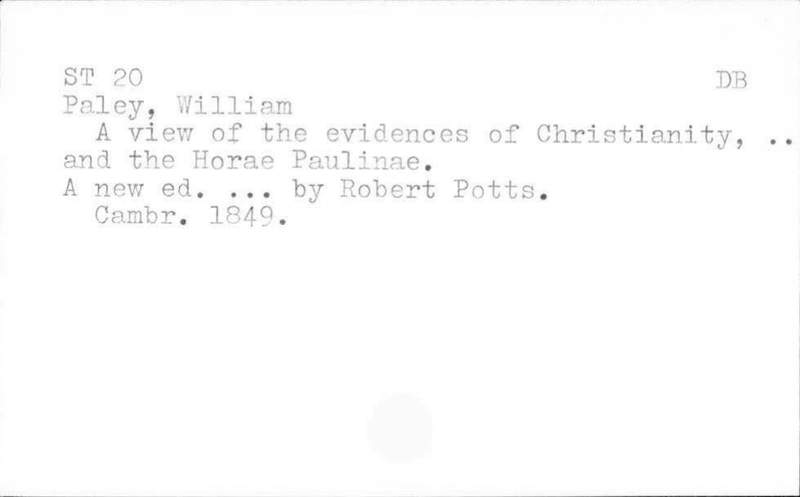 ST 20 DB
Paley, William
A view of the evidences of Christianity, ..
and the Horae Paulinae.
A new ed. ... by Robert Potts.
Cambr. 1849.